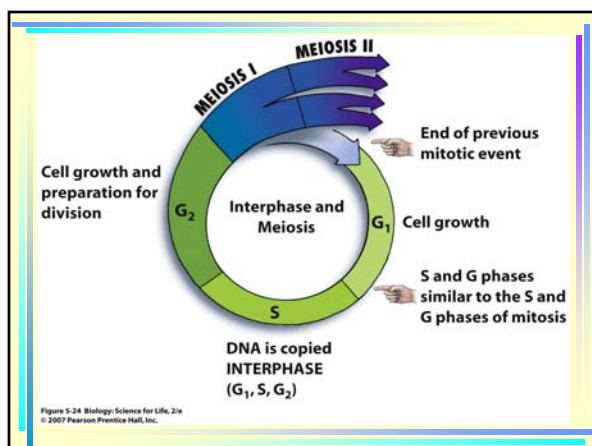 MEIOSIS I
MEIOSIS II
End of previous
mitotic event
Cell growth and
preparation for
division
G₂
Interphase and
Meiosis
G₁
Cell growth
S and G phases
similar to the S and
G phases of mitosis
S
DNA is copied
INTERPHASE
(G₁, S, G₂)
Figure 5-24 Biology: Science for Life, 2/e
© 2007 Pearson Prentice Hall, Inc.